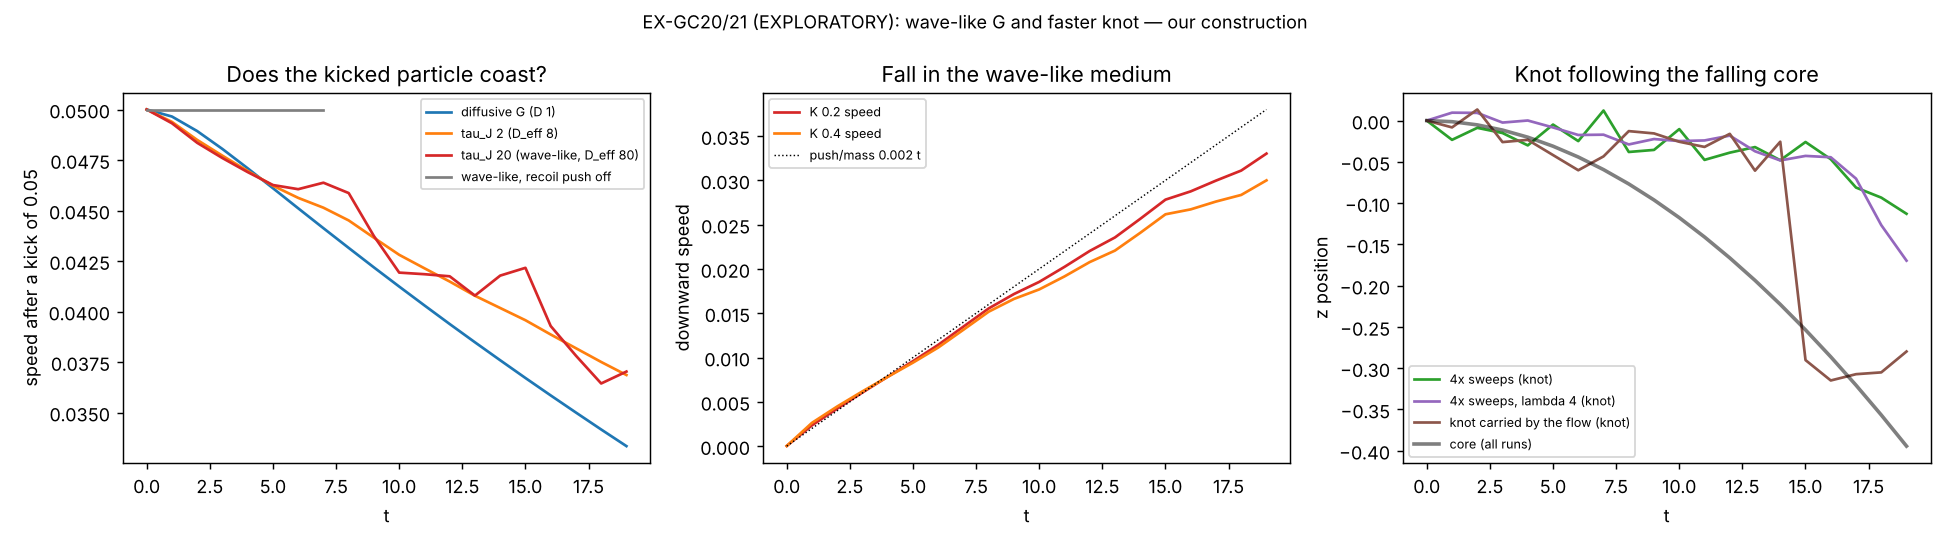 EX-GC20/21 (EXPLORATORY): wave-like G and faster knot — our construction
Does the kicked particle coast?
speed after a kick of 0.05
0.0500
0.0475
0.0450
0.0425
0.0400
0.0375
0.0350
diffusive G (D 1)
tau_J 2 (D_eff 8)
tau_J 20 (wave-like, D_eff 80)
wave-like, recoil push off
0.0 2.5 5.0 7.5 10.0 12.5 15.0 17.5
t
Fall in the wave-like medium
downward speed
0.035
0.030
0.025
0.020
0.015
0.010
0.005
0.000
K 0.2 speed
K 0.4 speed
push/mass 0.002 t
0.0 2.5 5.0 7.5 10.0 12.5 15.0 17.5
t
Knot following the falling core
z position
0.00
−0.05
−0.10
−0.15
−0.20
−0.25
−0.30
−0.35
−0.40
4x sweeps (knot)
4x sweeps, lambda 4 (knot)
knot carried by the flow (knot)
core (all runs)
0.0 2.5 5.0 7.5 10.0 12.5 15.0 17.5
t